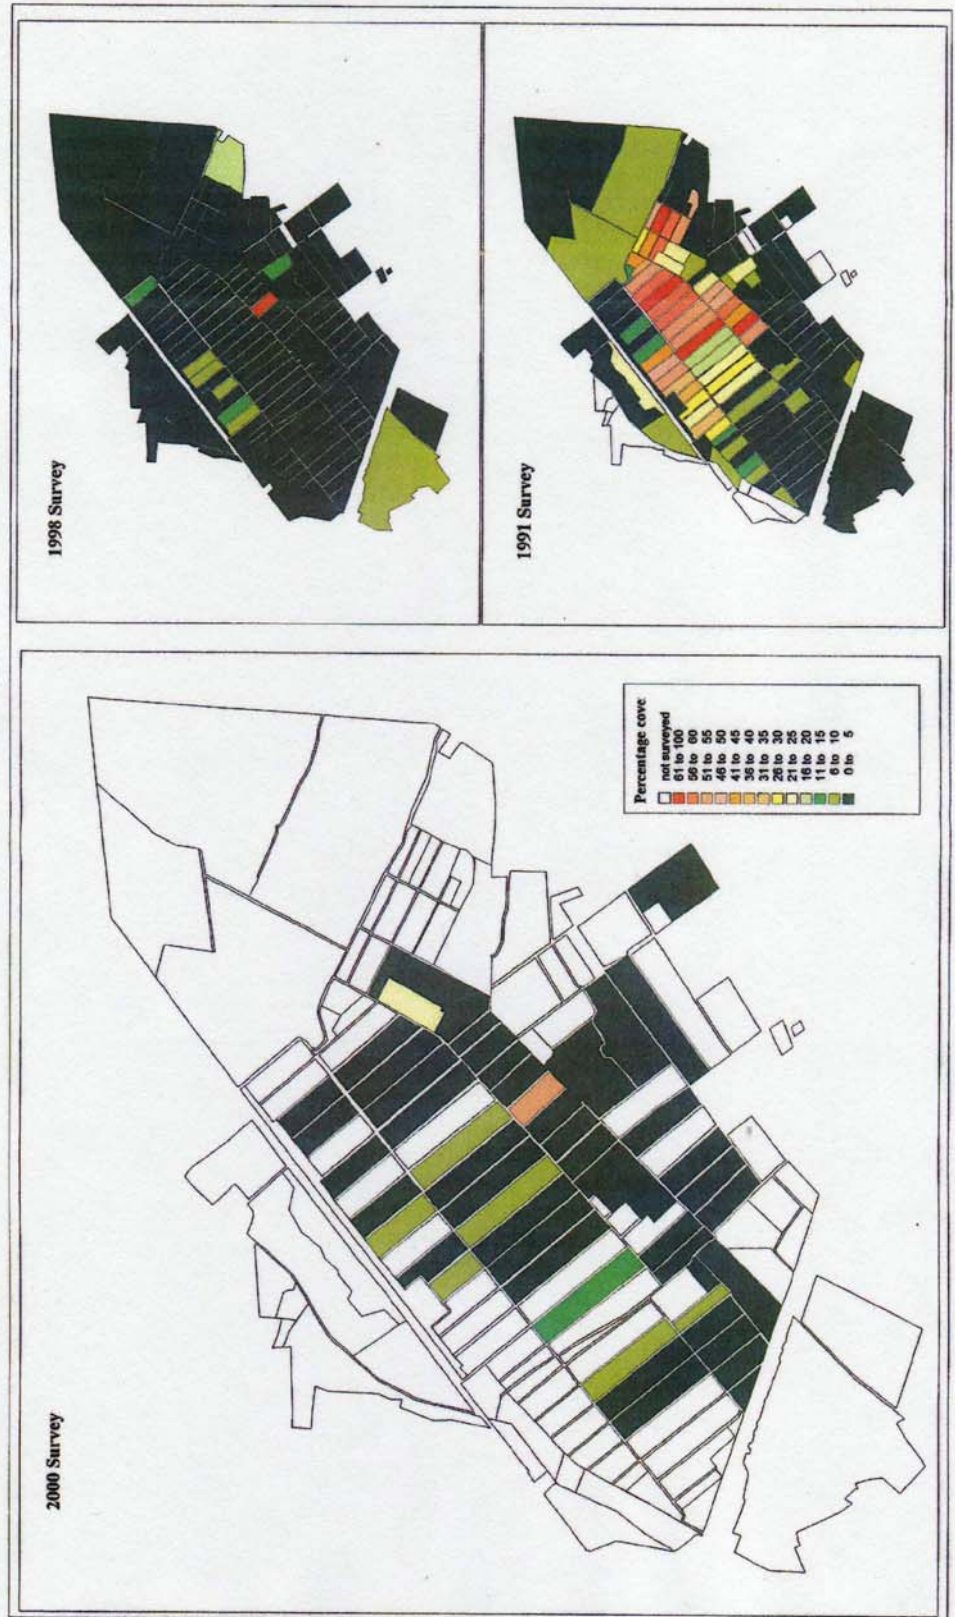 1998 Survey
1991 Survey
2000 Survey
Percentage cove
not surveyed
61 to 100
56 to 60
51 to 55
46 to 50
41 to 45
36 to 40
31 to 35
26 to 30
21 to 25
16 to 20
11 to 15
6 to 10
0 to 5